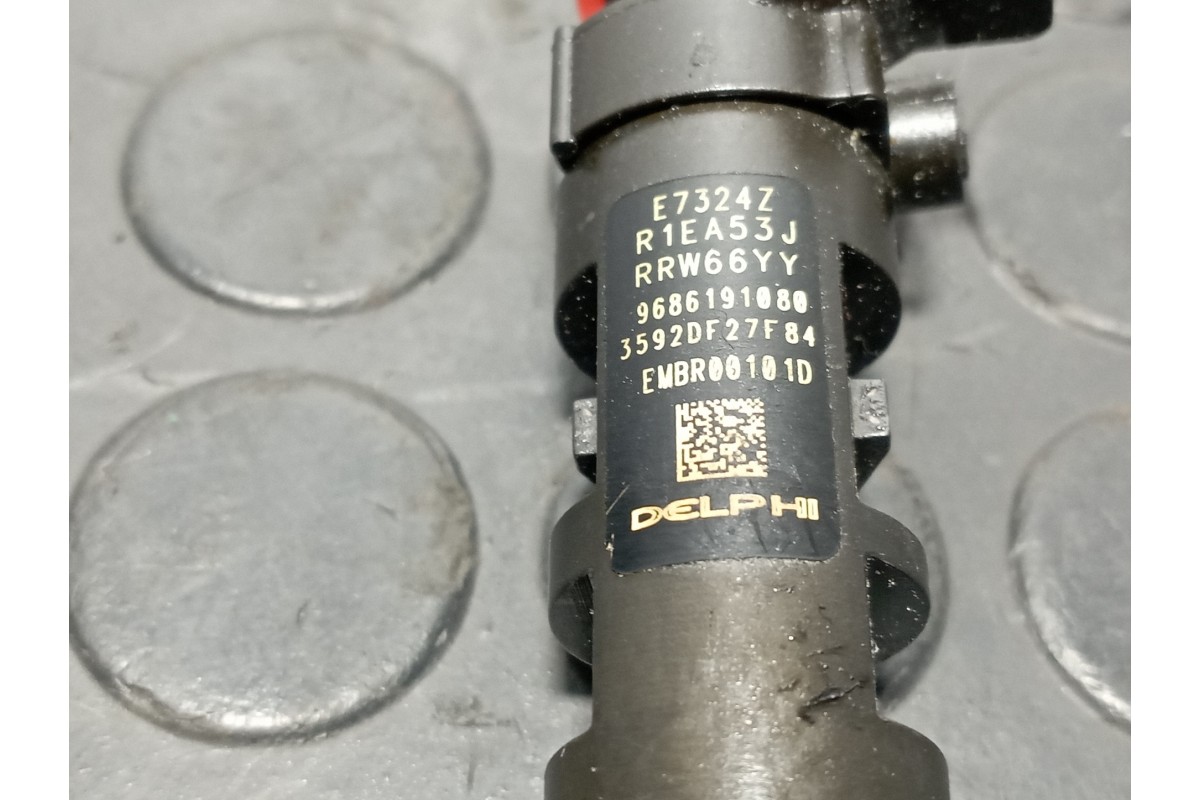 E7324Z
R1EA53J
RRW66YY
9686191080
3592DF27F84
EMBR00101D
DELPHI